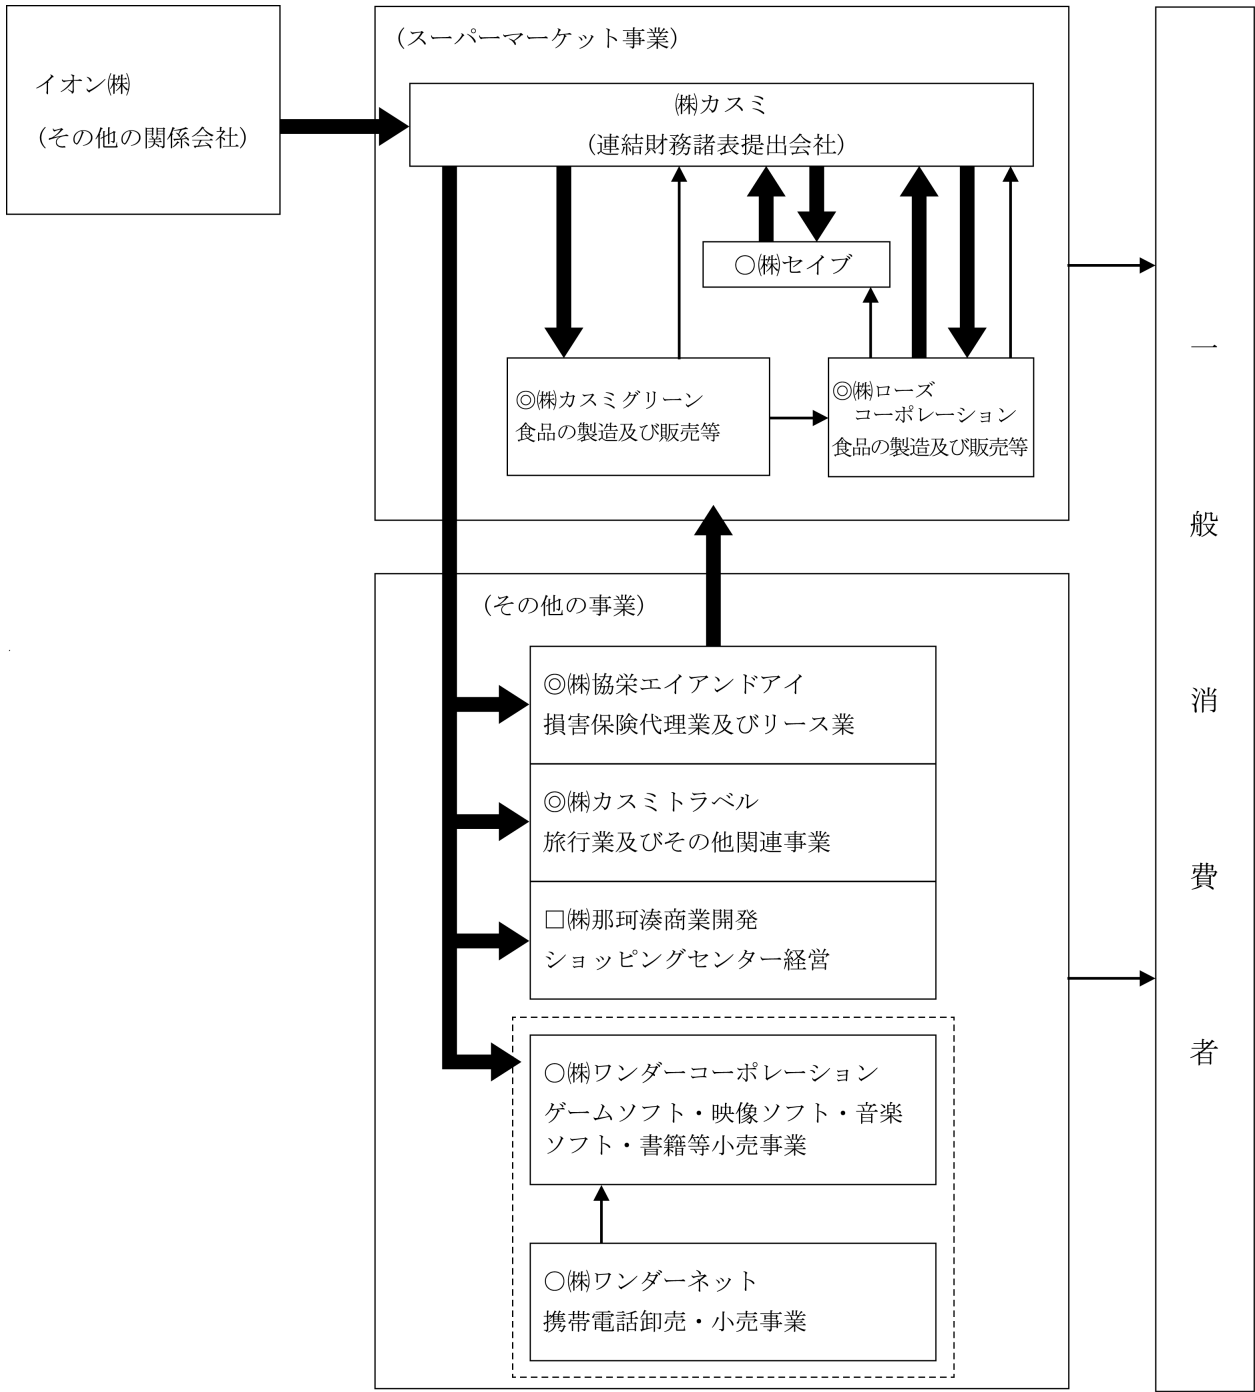 イオン㈱
（その他の関係会社）
（スーパーマーケット事業）
㈱カスミ
（連結財務諸表提出会社）
○㈱セイブ
◎㈱カスミグリーン
食品の製造及び販売等
◎㈱ローズ
コーポレーション
食品の製造及び販売等
（その他の事業）
◎㈱協栄エイアンドアイ
損害保険代理業及びリース業
◎㈱カスミトラベル
旅行業及びその他関連事業
□㈱那珂湊商業開発
ショッピングセンター経営
○㈱ワンダーコーポレーション
ゲームソフト・映像ソフト・音楽
ソフト・書籍等小売事業
○㈱ワンダーネット
携帯電話卸売・小売事業
一般消費者